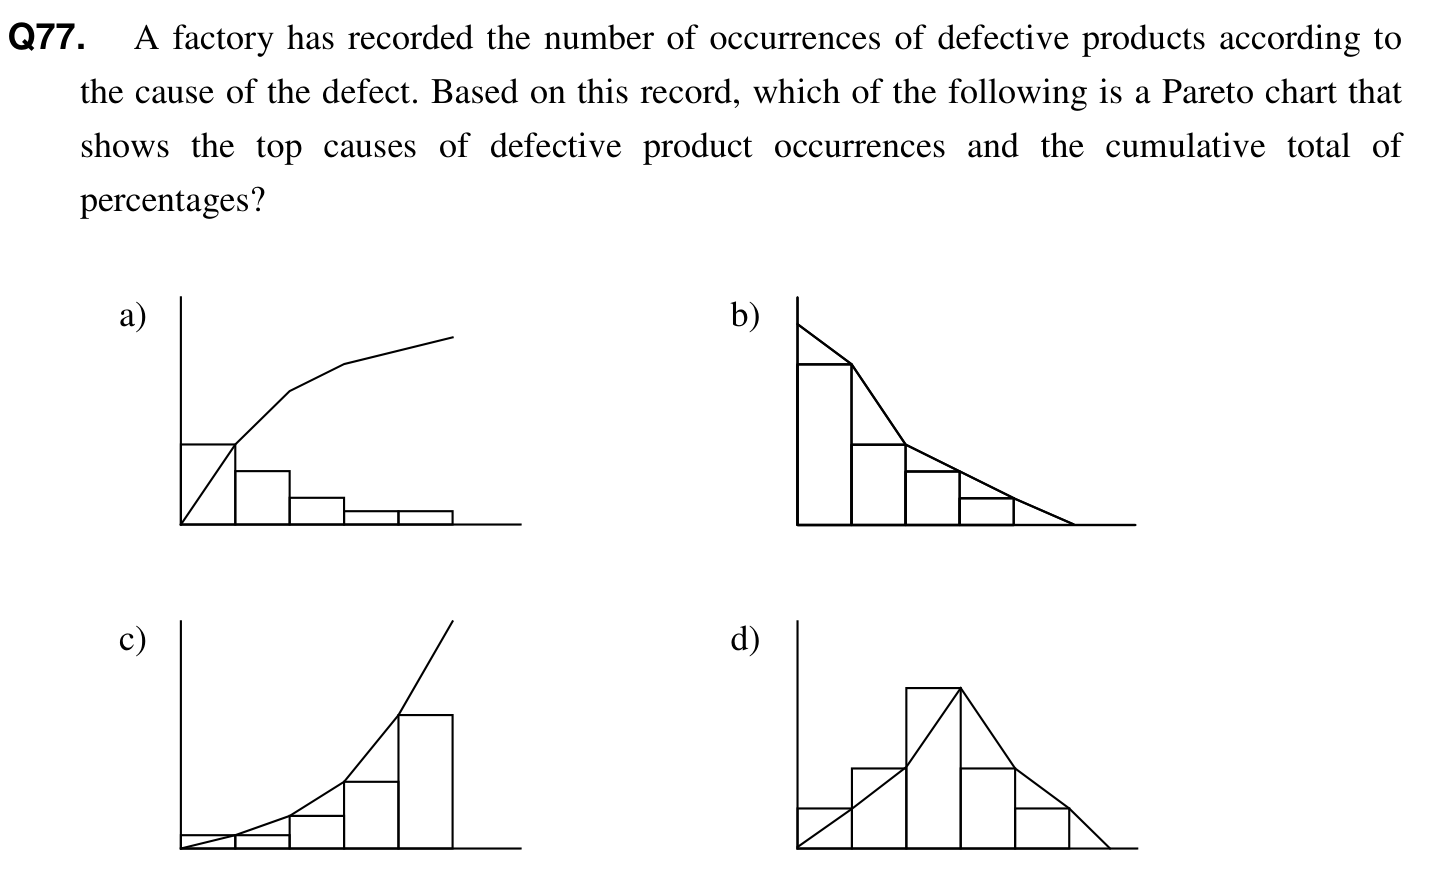 Q77. A factory has recorded the number of occurrences of defective products according to
the cause of the defect. Based on this record, which of the following is a Pareto chart that
shows the top causes of defective product occurrences and the cumulative total of
percentages?
a) b)
c) d)